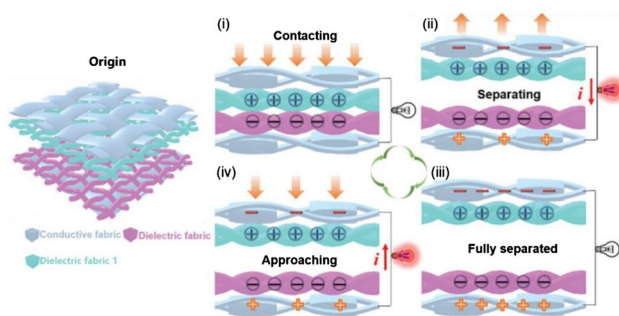 Origin
Conductive fabric
Dielectric fabric
Dielectric fabric 1
(i)
Contacting
(ii)
Separating
i
(iv)
Approaching
i
(iii)
Fully separated